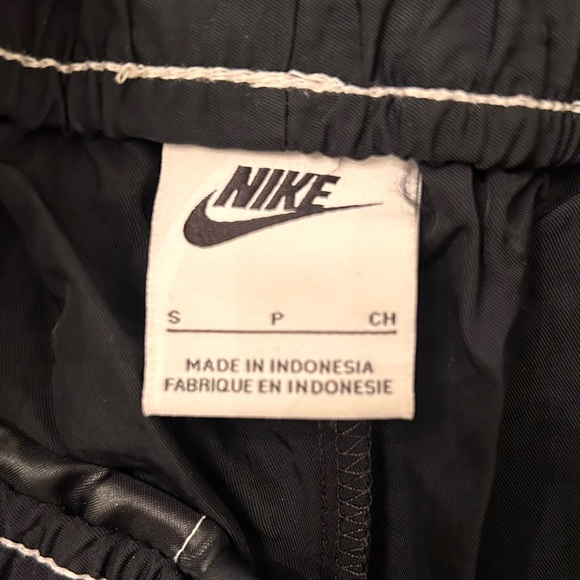 NIKE
S P CH
MADE IN INDONESIA
FABRIQUE EN INDONESIE